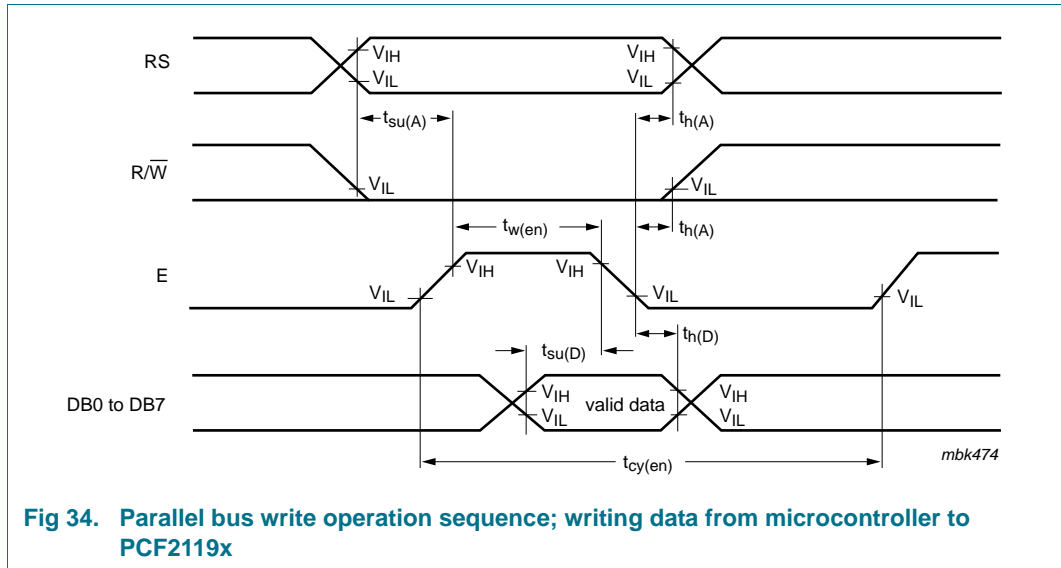 RS
VIH
VIL
VIH
VIL
tsu(A)
th(A)
R/W̅
VIL
VIL
tw(en)
th(A)
E
VIH
VIH
VIL
VIL
VIL
tsu(D)
th(D)
DB0 to DB7
VIH
VIL
valid data
VIH
VIL
tcy(en)
mbk474
Fig 34. Parallel bus write operation sequence; writing data from microcontroller to
PCF2119x